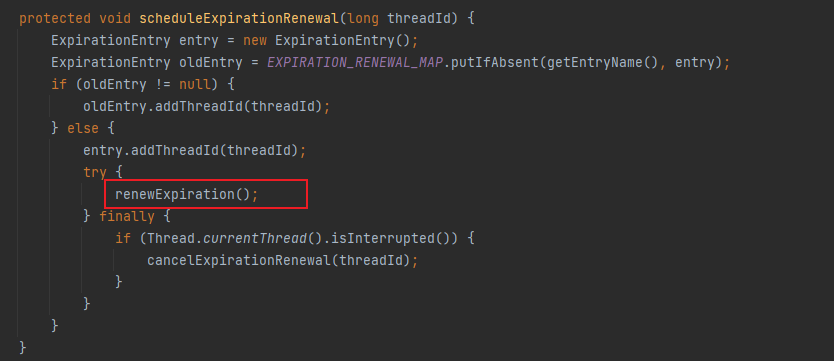 protected void scheduleExpirationRenewal(long threadId) {
    ExpirationEntry entry = new ExpirationEntry();
    ExpirationEntry oldEntry = EXPIRATION_RENEWAL_MAP.putIfAbsent(getEntryName(), entry);
    if (oldEntry != null) {
        oldEntry.addThreadId(threadId);
    } else {
        entry.addThreadId(threadId);
        try {
            renewExpiration();
        } finally {
            if (Thread.currentThread().isInterrupted()) {
                cancelExpirationRenewal(threadId);
            }
        }
    }
}